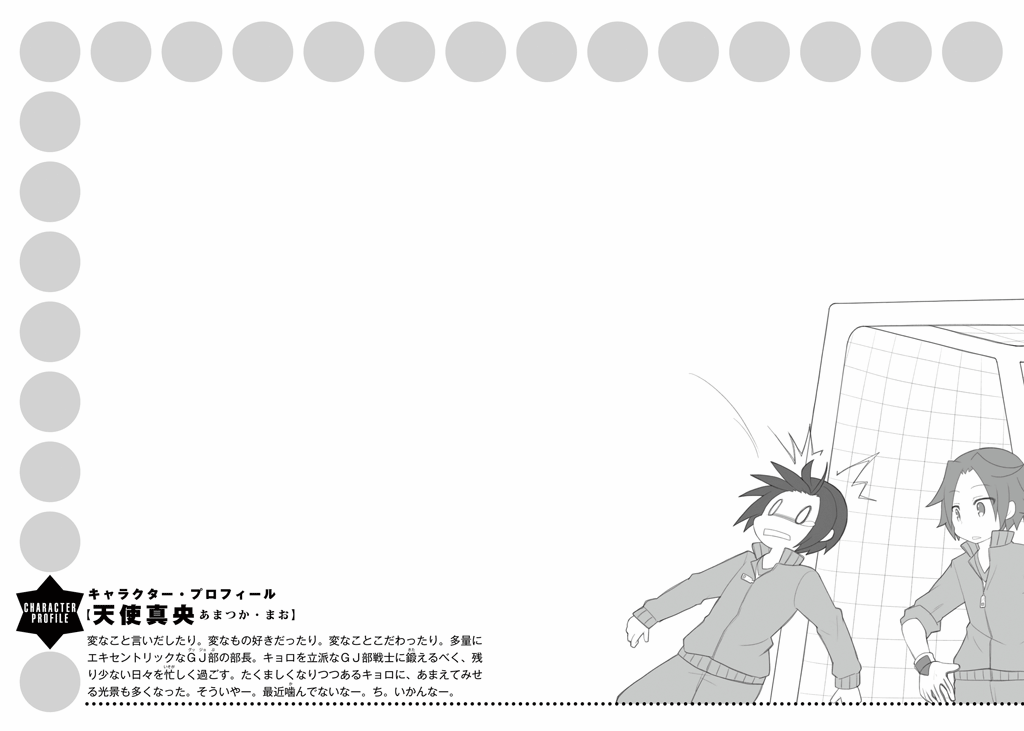 CHARACTER
PROFILE
キャラクター・プロフィール
【天使真央 あまつか・まお】
変なこと言いだしたり。変なもの好きだったり。変なことこだわったり。多量に
エキセントリックなＧＪ部の部長。キョロを立派なＧＪ部戦士に鍛えるべく、残
り少ない日々を忙しく過ごす。たくましくなりつつあるキョロに、あまえてみせ
る光景も多くなった。そういやー。最近噛んでないなー。ち。いかんなー。